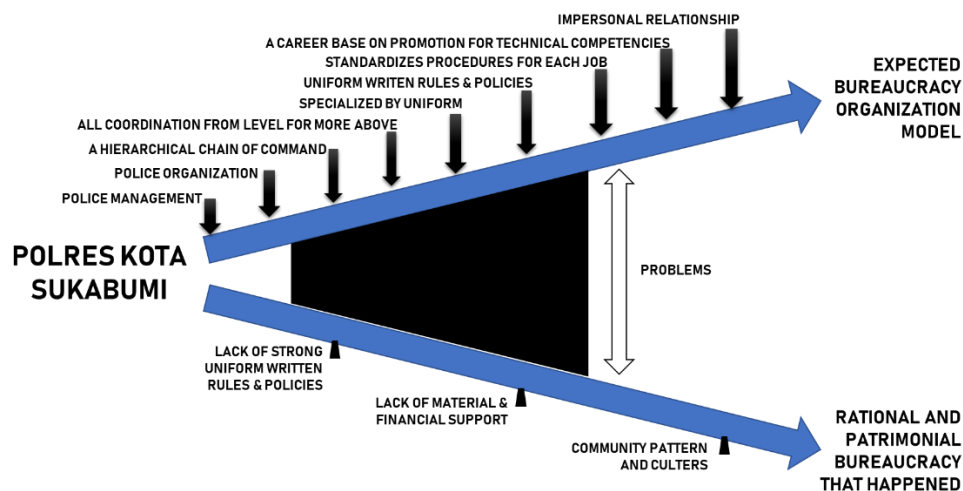 IMPERSONAL RELATIONSHIP
A CAREER BASE ON PROMOTION FOR TECHNICAL COMPETENCIES
STANDARDIZES PROCEDURES FOR EACH JOB
UNIFORM WRITEN RULES & POLICIES
SPECIALIZED BY UNIFORM
ALL COORDINATION FROM LEVEL FOR MORE ABOVE
A HIERARCHICAL CHAIN OF COMMAND
POLICE ORGANIZATION
POLICE MANAGEMENT
EXPECTED
BUREAUCRACY
ORGANIZATION
MODEL
POLRES KOTA
SUKABUMI
PROBLEMS
LACK OF STRONG
UNIFORM WRITTEN
RULES & POLICIES
LACK OF MATERIAL &
FINANCIAL SUPPORT
COMMUNITY PATTERN
AND CULTERS
RATIONAL AND
PATRIMONIAL
BUREAUCRACY
THAT HAPPENED